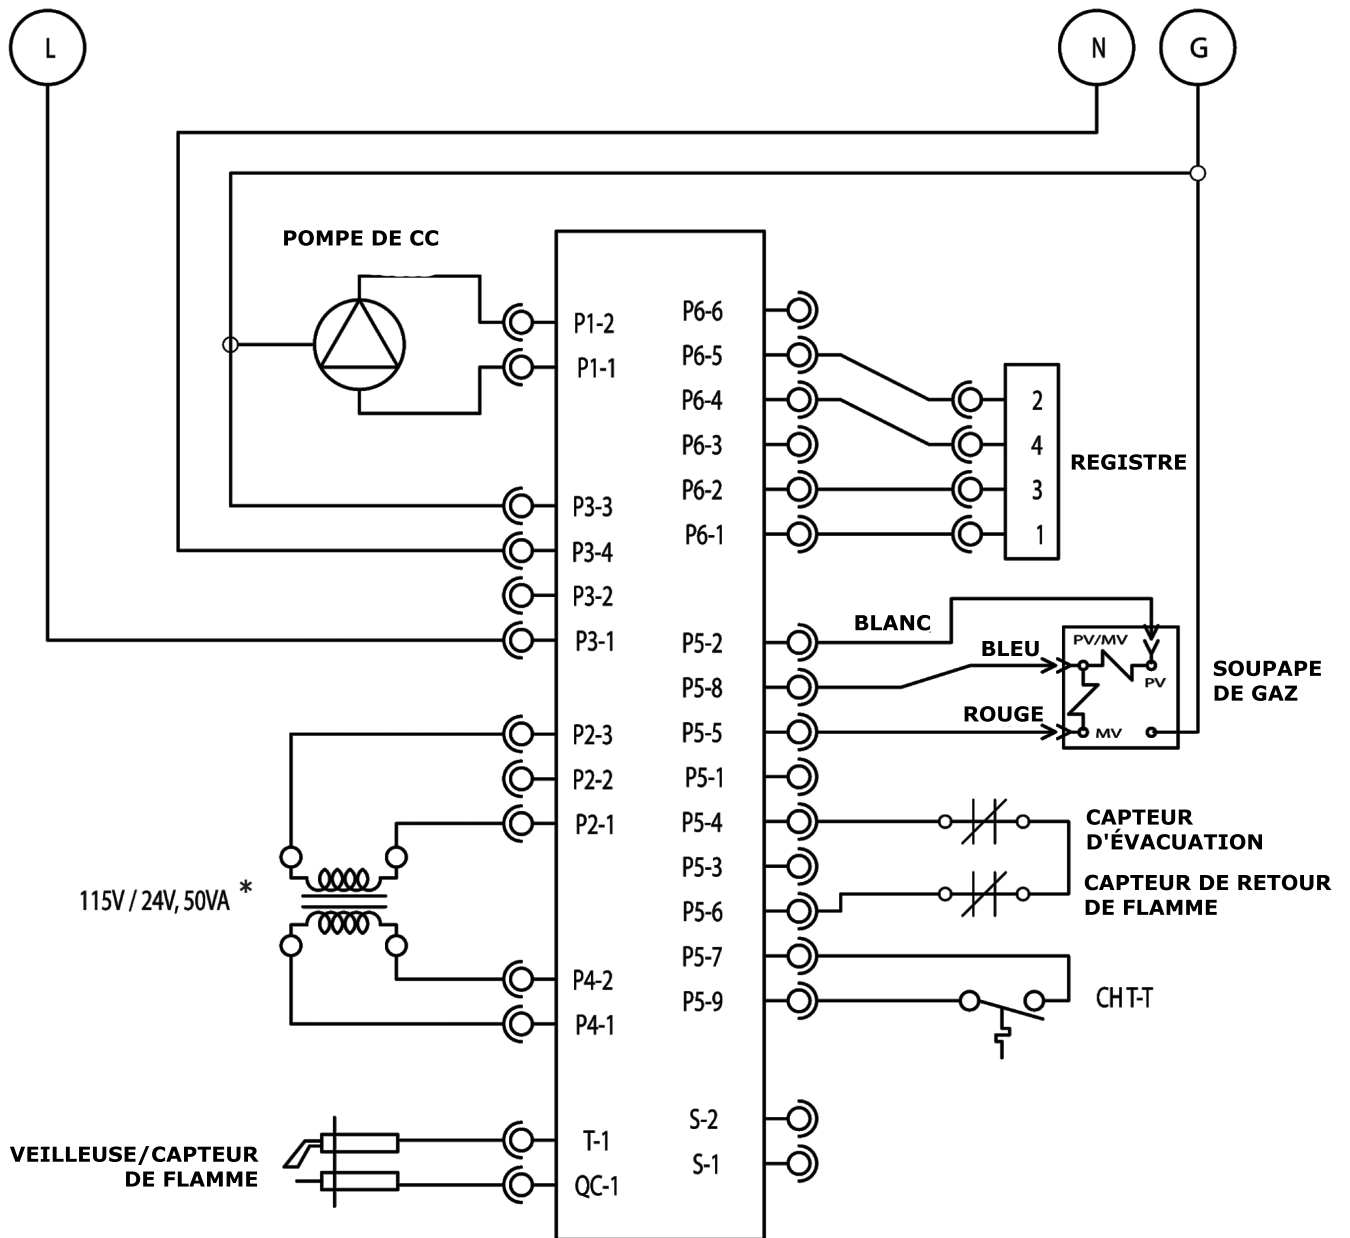 L
N
G
POMPE DE CC
P1-2
P1-1
P3-3
P3-4
P3-2
P3-1
P2-3
P2-2
P2-1
115V / 24V, 50VA *
P4-2
P4-1
VEILLEUSE/CAPTEUR
DE FLAMME
T-1
QC-1
P6-6
P6-5
P6-4
P6-3
P6-2
P6-1
2
4
3
1
REGISTRE
P5-2
P5-8
P5-5
P5-1
P5-4
P5-3
P5-6
P5-7
P5-9
S-2
S-1
BLANC
BLEU
ROUGE
PV/MV
PV
MV
SOUPAPE
DE GAZ
CAPTEUR
D'ÉVACUATION
CAPTEUR DE RETOUR
DE FLAMME
CH T-T